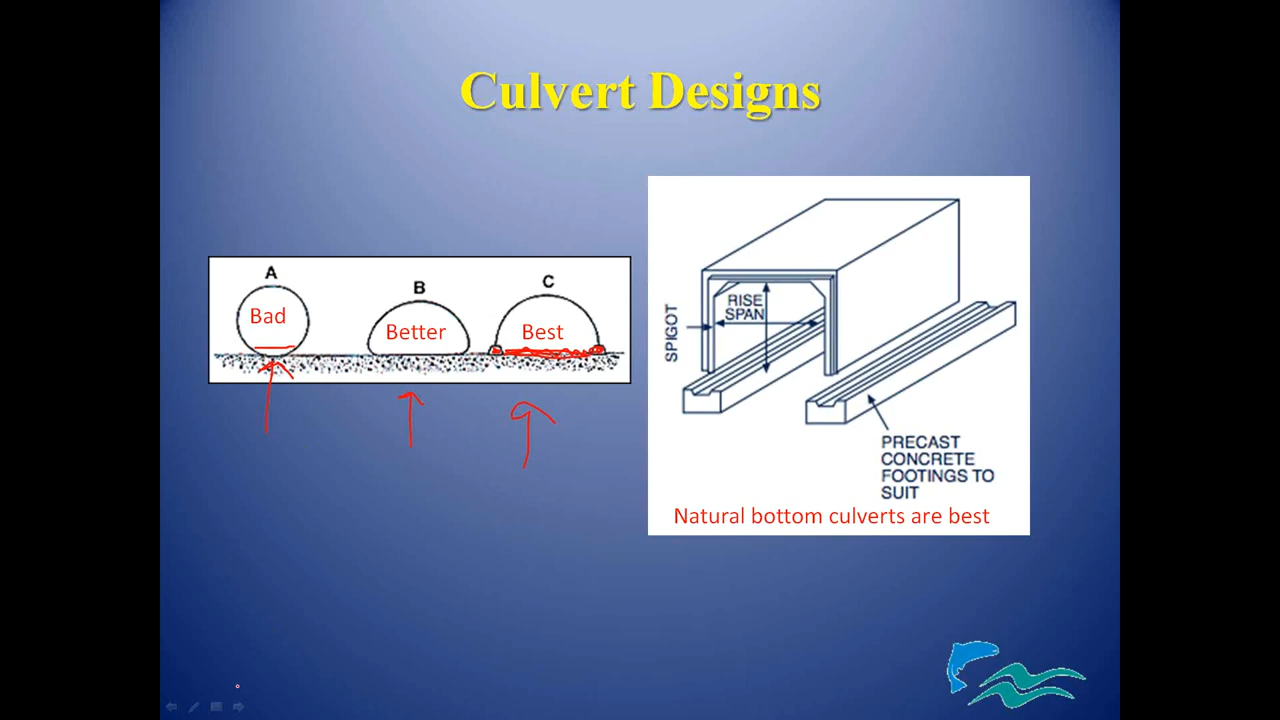 Culvert Designs
A
B
C
Bad
Better
Best
RISE
SPAN
SPIGOT
PRECAST
CONCRETE
FOOTINGS TO
SUIT
Natural bottom culverts are best